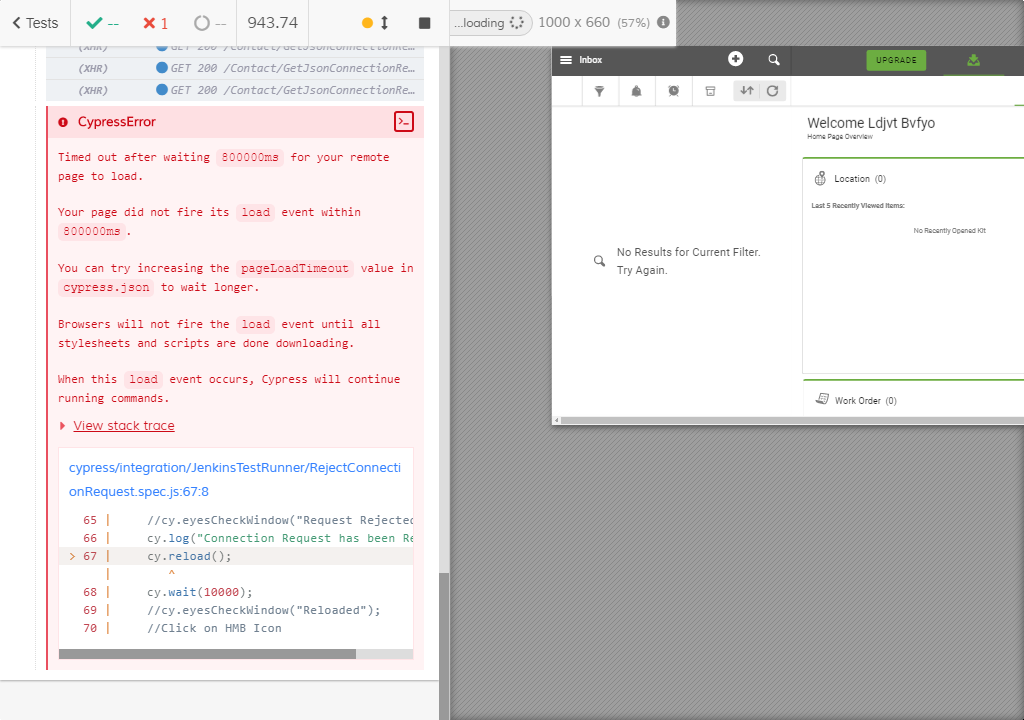 Tests
--
1
--
943.74
...loading
1000 x 660 (57%)
(XHR) GET 200 /Contact/GetJsonConnectionRe…
(XHR) GET 200 /Contact/GetJsonConnectionRe…
(XHR) GET 200 /Contact/GetJsonConnectionRe…
CypressError
Timed out after waiting 800000ms for your remote
page to load.
Your page did not fire its load event within
800000ms.
You can try increasing the pageLoadTimeout value in
cypress.json to wait longer.
Browsers will not fire the load event until all
stylesheets and scripts are done downloading.
When this load event occurs, Cypress will continue
running commands.
View stack trace
cypress/integration/JenkinsTestRunner/RejectConnecti
onRequest.spec.js:67:8
65 | //cy.eyesCheckWindow("Request Rejected
66 | cy.log("Connection Request has been Re
> 67 | cy.reload();
| ^
68 | cy.wait(10000);
69 | //cy.eyesCheckWindow("Reloaded");
70 | //Click on HMB Icon
Inbox
UPGRADE
Welcome Ldjvt Bvfyo
Home Page Overview
Location (0)
Last 5 Recently Viewed Items:
No Recently Opened Kit
No Results for Current Filter.
Try Again.
Work Order (0)